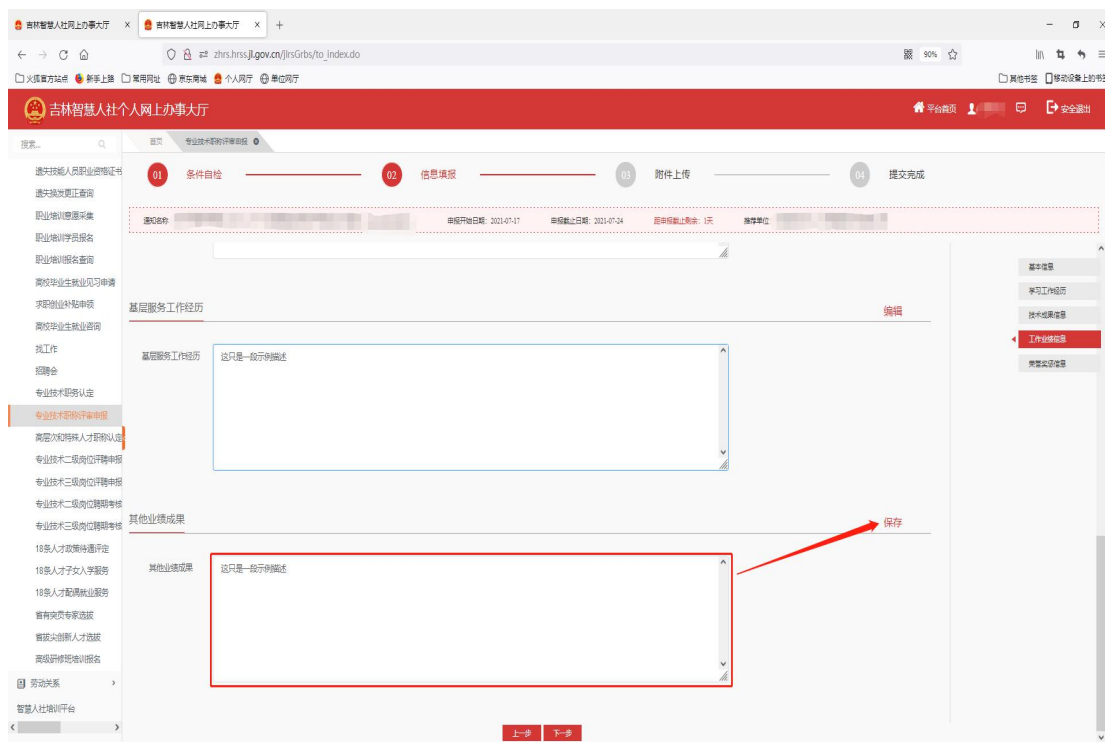 吉林智慧人社网上办事大厅 × 吉林智慧人社网上办事大厅 × +
zhrs.hrss.jl.gov.cn/jlrsGrbs/to_index.do 90%
火狐官方站点 新手上路 常用网址 京东商城 个人网厅 单位网厅 其他书签 移动设备上的书签
吉林智慧人社个人网上办事大厅 平台首页 安全退出
搜索... 首页 专业技术职称评审申报
遗失技能人员职业资格证书
遗失换发更正查询
职业培训意愿采集
职业培训学员报名
职业培训报名查询
高校毕业生就业见习申请
求职创业补贴申领
高校毕业生就业咨询
找工作
招聘会
专业技术职务认定
专业技术职称评审申报
高层次和特殊人才职称认定
专业技术二级岗位评聘申报
专业技术三级岗位评聘申报
专业技术二级岗位聘期考核
专业技术三级岗位聘期考核
18条人才政策待遇评定
18条人才子女入学服务
18条人才配偶就业服务
省有突贡专家选拔
省拔尖创新人才选拔
高级研修班培训报名
劳动关系
智慧人社培训平台
01 条件自检 02 信息填报 03 附件上传 04 提交完成
通知名称: 申报开始日期: 2021-07-17 申报截止日期: 2021-07-24 距申报截止剩余: 1天 推荐单位:
基层服务工作经历 编辑
基层服务工作经历 这只是一段示例描述
其他业绩成果 保存
其他业绩成果 这只是一段示例描述
上一步 下一步
基本信息
学习工作经历
技术成果信息
工作业绩信息
荣誉奖惩信息